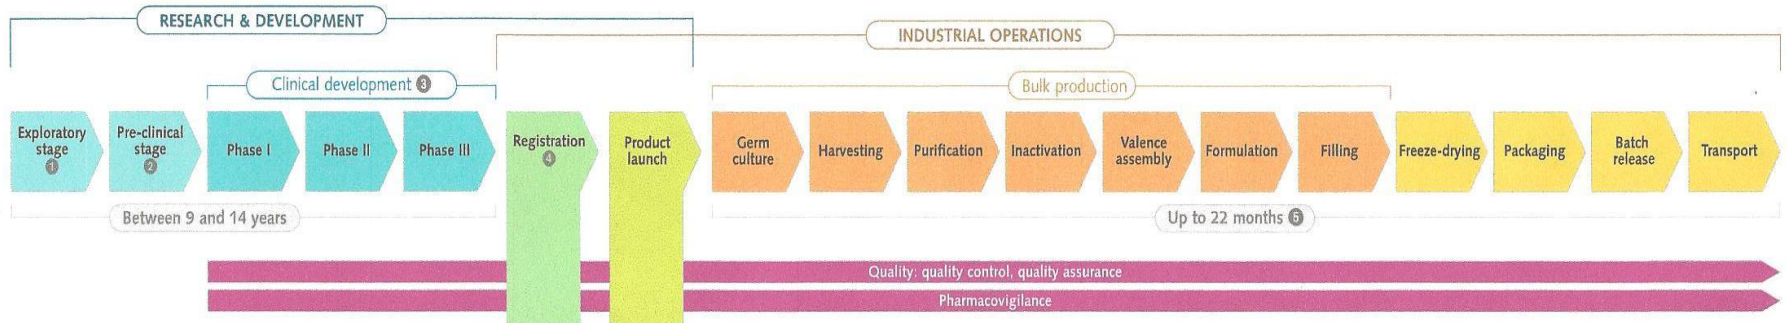 RESEARCH & DEVELOPMENT
INDUSTRIAL OPERATIONS
Clinical development 3
Bulk production
Exploratory
stage
1
Pre-clinical
stage
2
Phase I
Phase II
Phase III
Registration
4
Product
launch
Germ
culture
Harvesting
Purification
Inactivation
Valence
assembly
Formulation
Filling
Freeze-drying
Packaging
Batch
release
Transport
Between 9 and 14 years
Up to 22 months 5
Quality: quality control, quality assurance
Pharmacovigilance